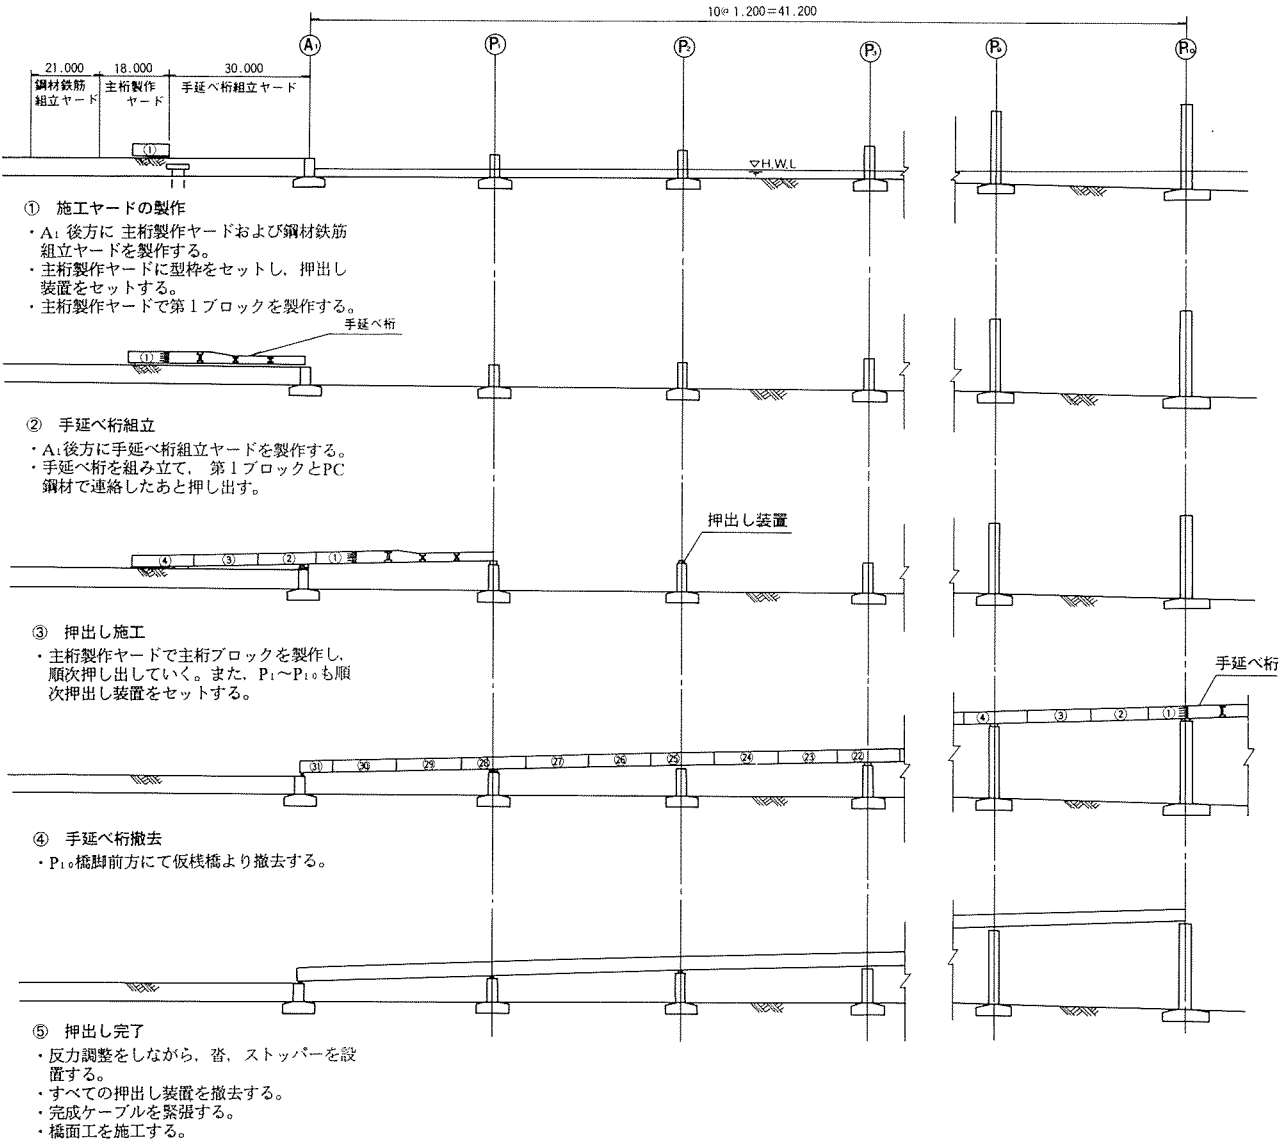 10@ 1.200=41.200
A₁
P₁
P₂
P₃
P₉
P₁₀
21.000
18.000
30.000
鋼材鉄筋
組立ヤード
主桁製作
ヤード
手延べ桁組立ヤード
①
▽H.W.L
① 施工ヤードの製作
・A₁ 後方に 主桁製作ヤードおよび鋼材鉄筋
組立ヤードを製作する。
・主桁製作ヤードに型枠をセットし，押出し
装置をセットする。
・主桁製作ヤードで第1ブロックを製作する。
手延べ桁
①
② 手延べ桁組立
・A₁後方に手延べ桁組立ヤードを製作する。
・手延べ桁を組み立て， 第1ブロックとPC
鋼材で連絡したあと押し出す。
押出し装置
④ ③ ② ①
③ 押出し施工
・主桁製作ヤードで主桁ブロックを製作し，
順次押し出していく。また，P₁～P₁₀も順
次押出し装置をセットする。
手延べ桁
④ ③ ② ①
㉛ ㉚ ㉙ ㉘ ㉗ ㉖ ㉕ ㉔ ㉓ ㉒
④ 手延べ桁撤去
・P₁₀橋脚前方にて仮桟橋より撤去する。
⑤ 押出し完了
・反力調整をしながら，沓，ストッパーを設
置する。
・すべての押出し装置を撤去する。
・完成ケーブルを緊張する。
・橋面工を施工する。